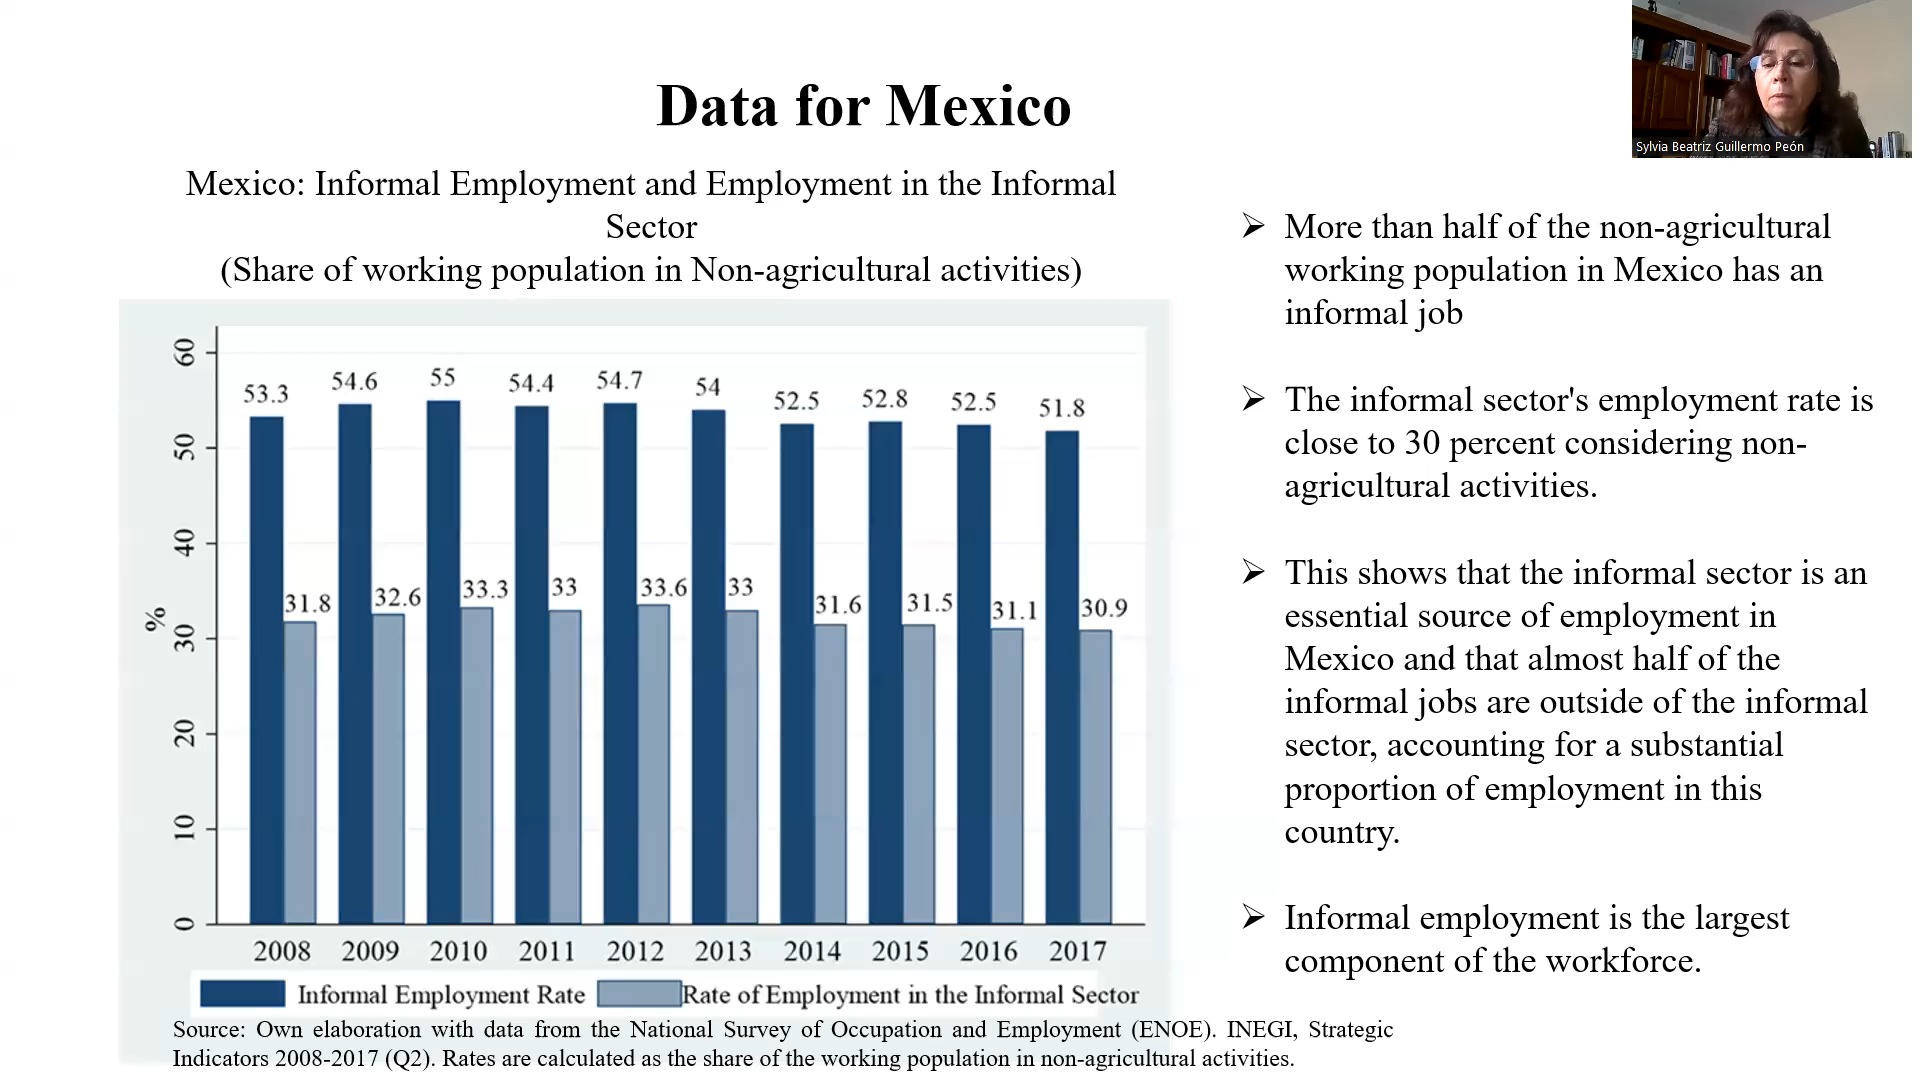 Data for Mexico
Sylvia Beatriz Guillermo Peón
Mexico: Informal Employment and Employment in the Informal
Sector
(Share of working population in Non-agricultural activities)
60
50
40
30
20
10
0
%
53.3
54.6
55
54.4
54.7
54
52.5
52.8
52.5
51.8
31.8
32.6
33.3
33
33.6
33
31.6
31.5
31.1
30.9
2008 2009 2010 2011 2012 2013 2014 2015 2016 2017
Informal Employment Rate
Rate of Employment in the Informal Sector
Source: Own elaboration with data from the National Survey of Occupation and Employment (ENOE). INEGI, Strategic
Indicators 2008-2017 (Q2). Rates are calculated as the share of the working population in non-agricultural activities.
➢ More than half of the non-agricultural
working population in Mexico has an
informal job
➢ The informal sector's employment rate is
close to 30 percent considering non-
agricultural activities.
➢ This shows that the informal sector is an
essential source of employment in
Mexico and that almost half of the
informal jobs are outside of the informal
sector, accounting for a substantial
proportion of employment in this
country.
➢ Informal employment is the largest
component of the workforce.